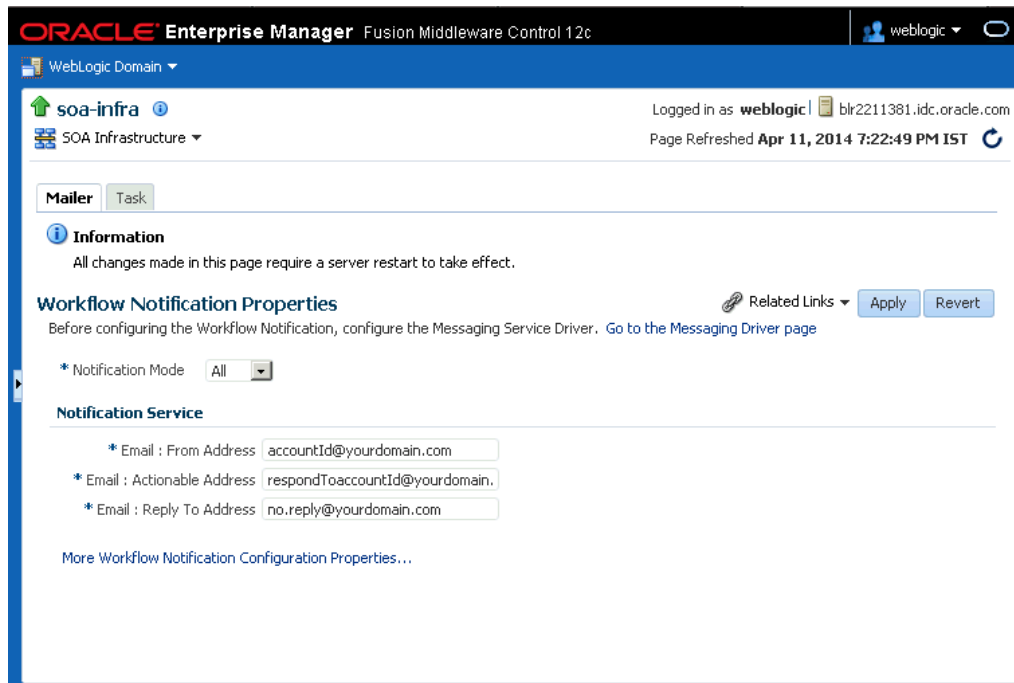 ORACLE Enterprise Manager Fusion Middleware Control 12c
weblogic
WebLogic Domain
soa-infra
Logged in as weblogic blr2211381.idc.oracle.com
SOA Infrastructure
Page Refreshed Apr 11, 2014 7:22:49 PM IST
Mailer Task
Information
All changes made in this page require a server restart to take effect.
Workflow Notification Properties
Related Links Apply Revert
Before configuring the Workflow Notification, configure the Messaging Service Driver. Go to the Messaging Driver page
* Notification Mode All
Notification Service
* Email : From Address accountId@yourdomain.com
* Email : Actionable Address respondToaccountId@yourdomain.
* Email : Reply To Address no.reply@yourdomain.com
More Workflow Notification Configuration Properties...